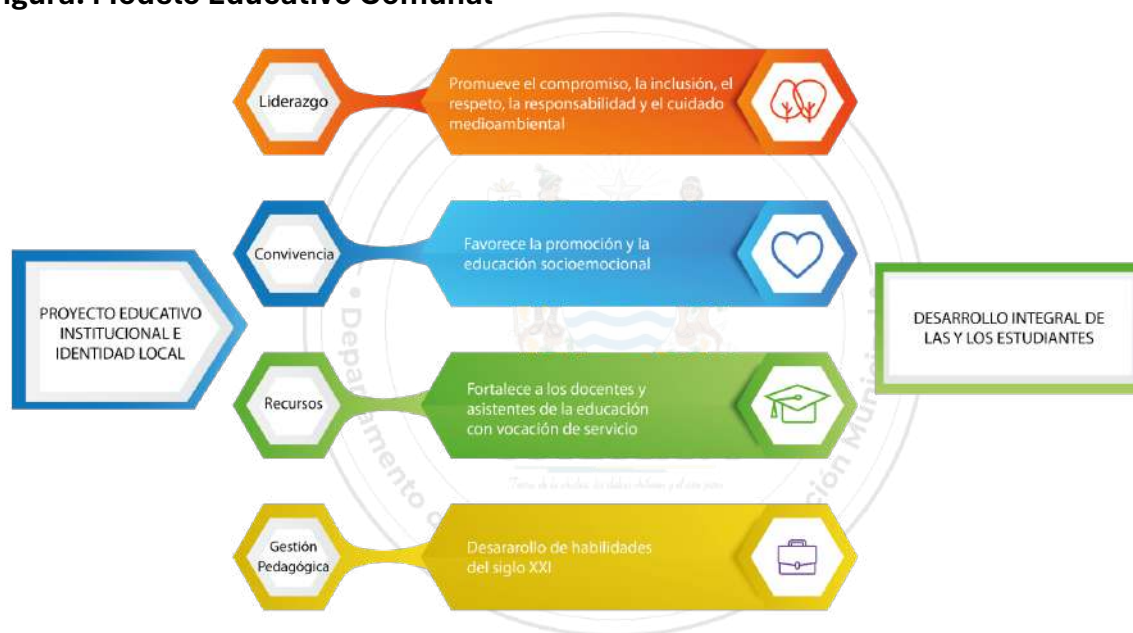 Figura: Modelo Educativo Comunal
Liderazgo
Promueve el compromiso, la inclusión, el
respeto, la responsabilidad y el cuidado
medioambiental
Convivencia
Favorece la promoción y la
educación socioemocional
PROYECTO EDUCATIVO
INSTITUCIONAL E
IDENTIDAD LOCAL
DESARROLLO INTEGRAL DE
LAS Y LOS ESTUDIANTES
Recursos
Fortalece a los docentes y
asistentes de la educación
con vocación de servicio
Gestión
Pedagógica
Desararollo de habilidades
del siglo XXI